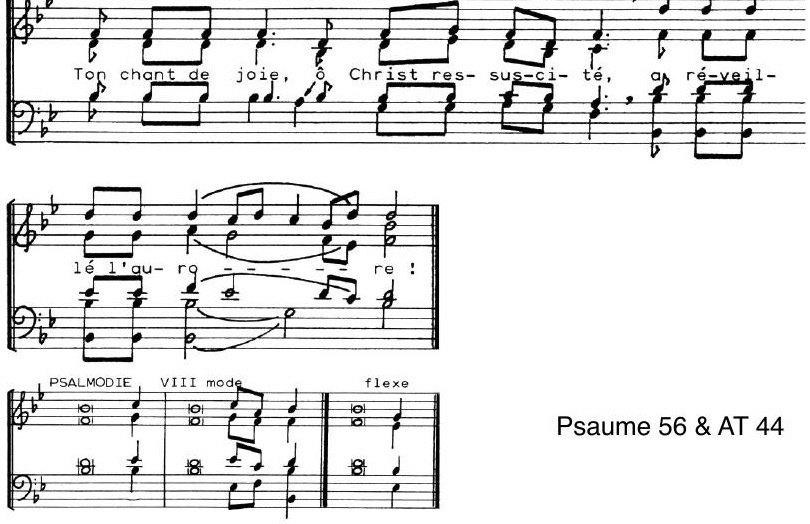 Ton chant de joie, ô Christ res- sus-ci- té, a ré-veil-
lé l'au- ro - - - - - - re !
PSALMODIE VIII mode flexe
Psaume 56 & AT 44